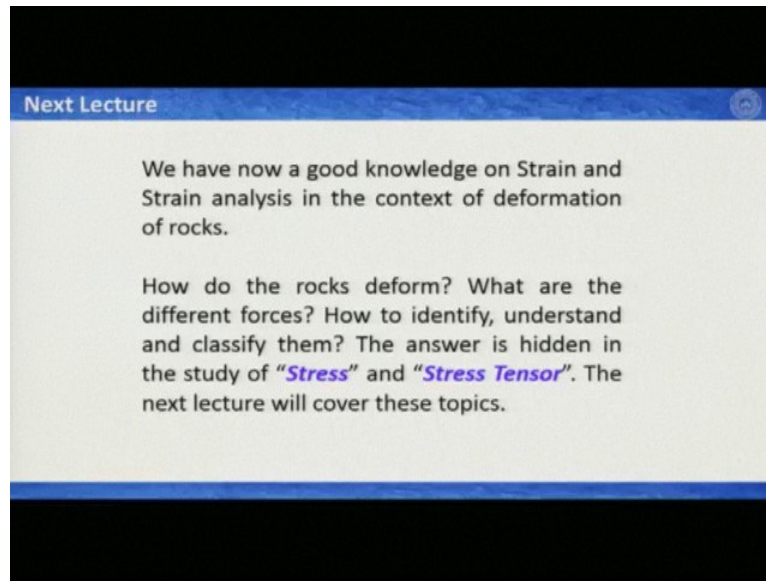 Next Lecture
We have now a good knowledge on Strain and
Strain analysis in the context of deformation
of rocks.
How do the rocks deform? What are the
different forces? How to identify, understand
and classify them? The answer is hidden in
the study of “Stress” and “Stress Tensor”. The
next lecture will cover these topics.